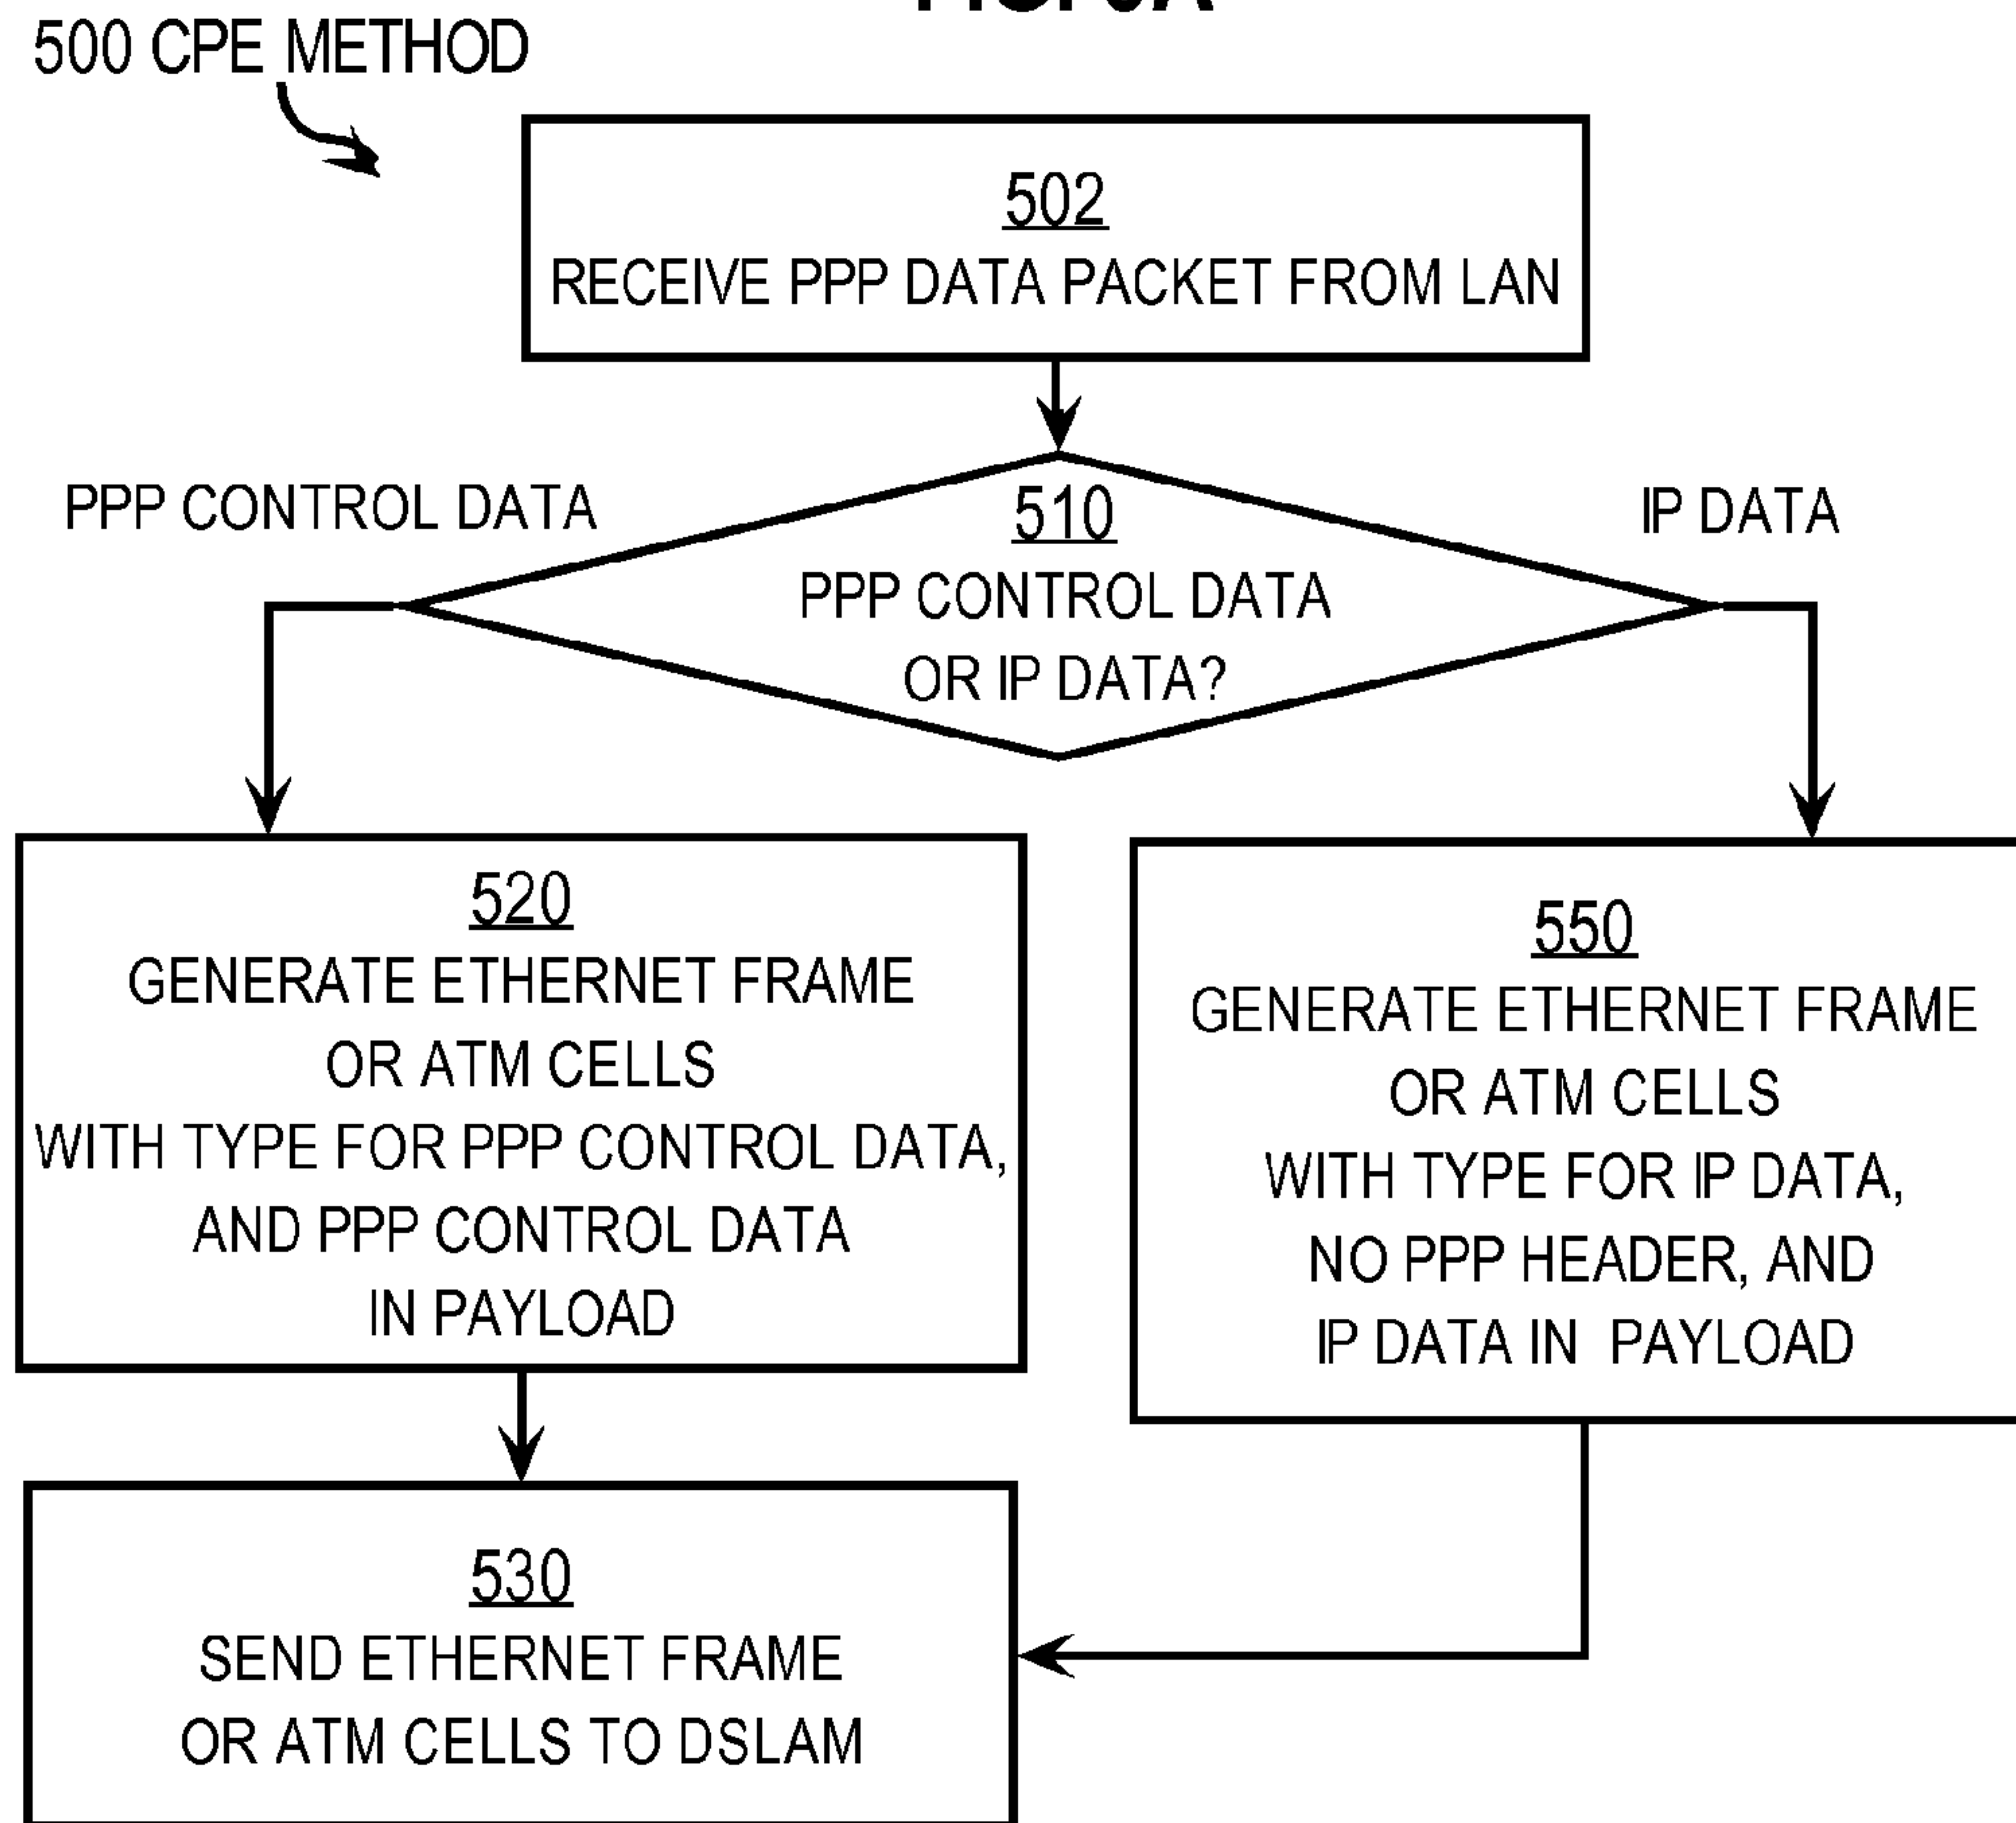 500 CPE METHOD
502
RECEIVE PPP DATA PACKET FROM LAN
PPP CONTROL DATA
IP DATA
510
PPP CONTROL DATA
OR IP DATA?
520
GENERATE ETHERNET FRAME
OR ATM CELLS
WITH TYPE FOR PPP CONTROL DATA,
AND PPP CONTROL DATA
IN PAYLOAD
550
GENERATE ETHERNET FRAME
OR ATM CELLS
WITH TYPE FOR IP DATA,
NO PPP HEADER, AND
IP DATA IN  PAYLOAD
530
SEND ETHERNET FRAME
OR ATM CELLS TO DSLAM